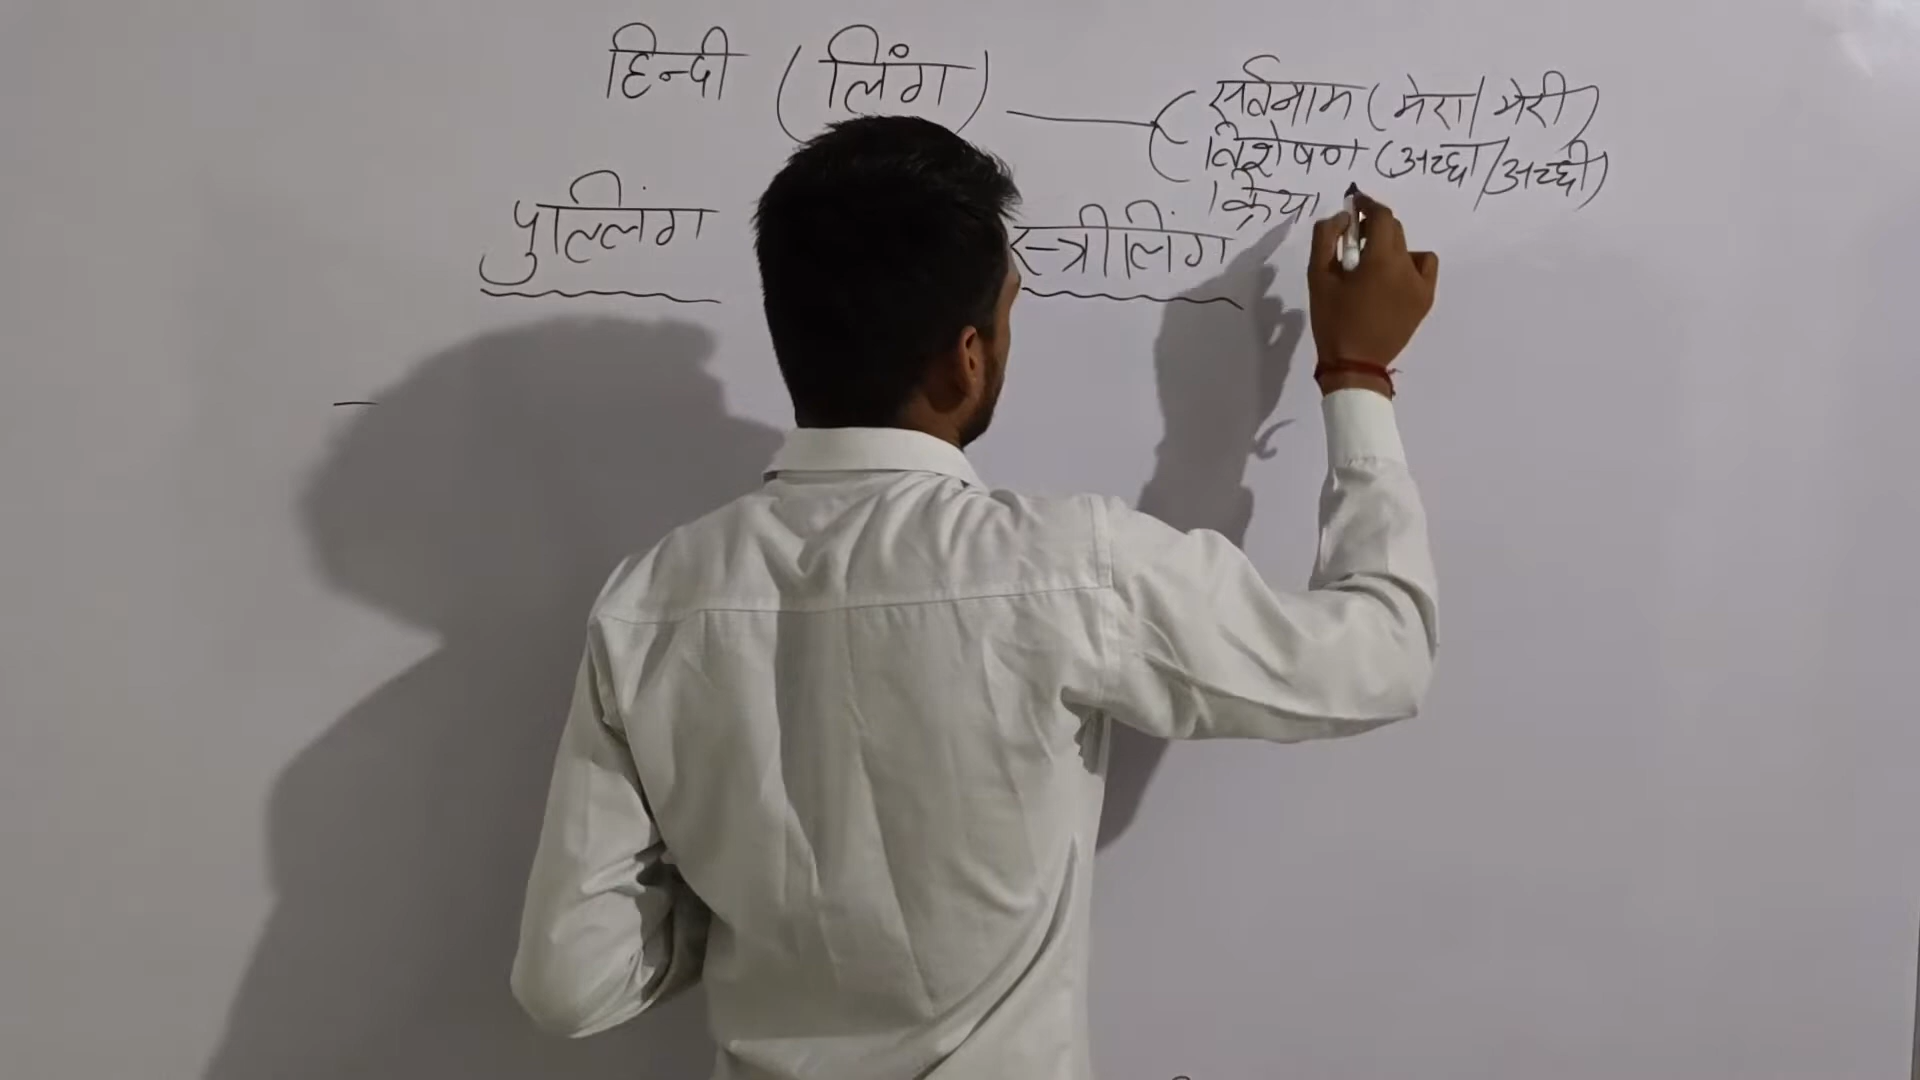 हिन्दी (लिंग)
सर्वनाम (मेरा/मेरी)
विशेषण (अच्छा/अच्छी)
क्रिया
पुल्लिंग
स्त्रीलिंग